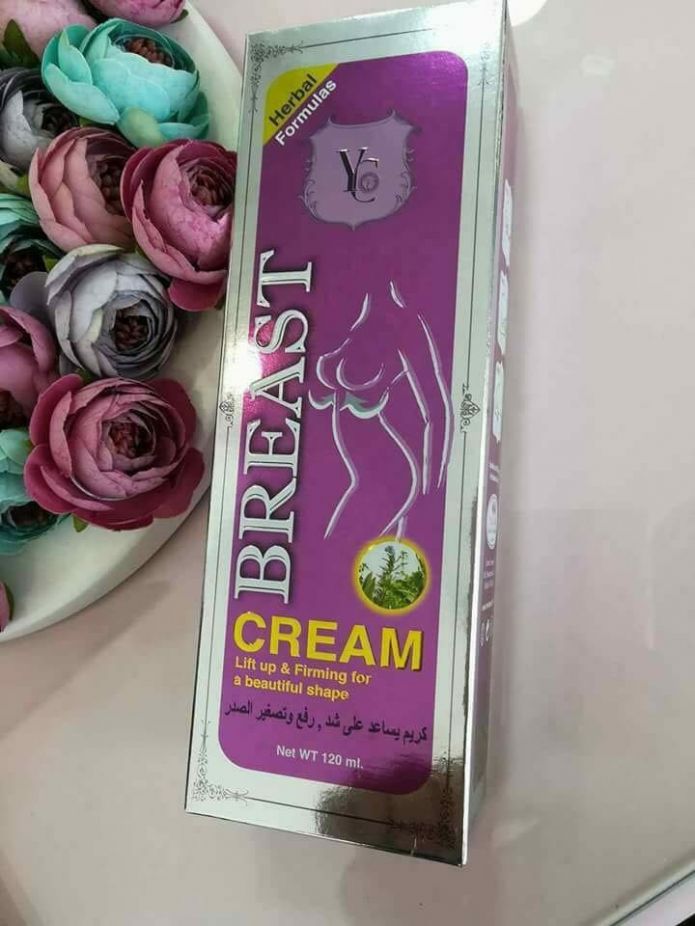 Herbal
Formulas
YC
BREAST
CREAM
Lift up & Firming for
a beautiful shape
كريم يساعد على شد , رفع وتصغير الصدر
Net WT 120 ml.